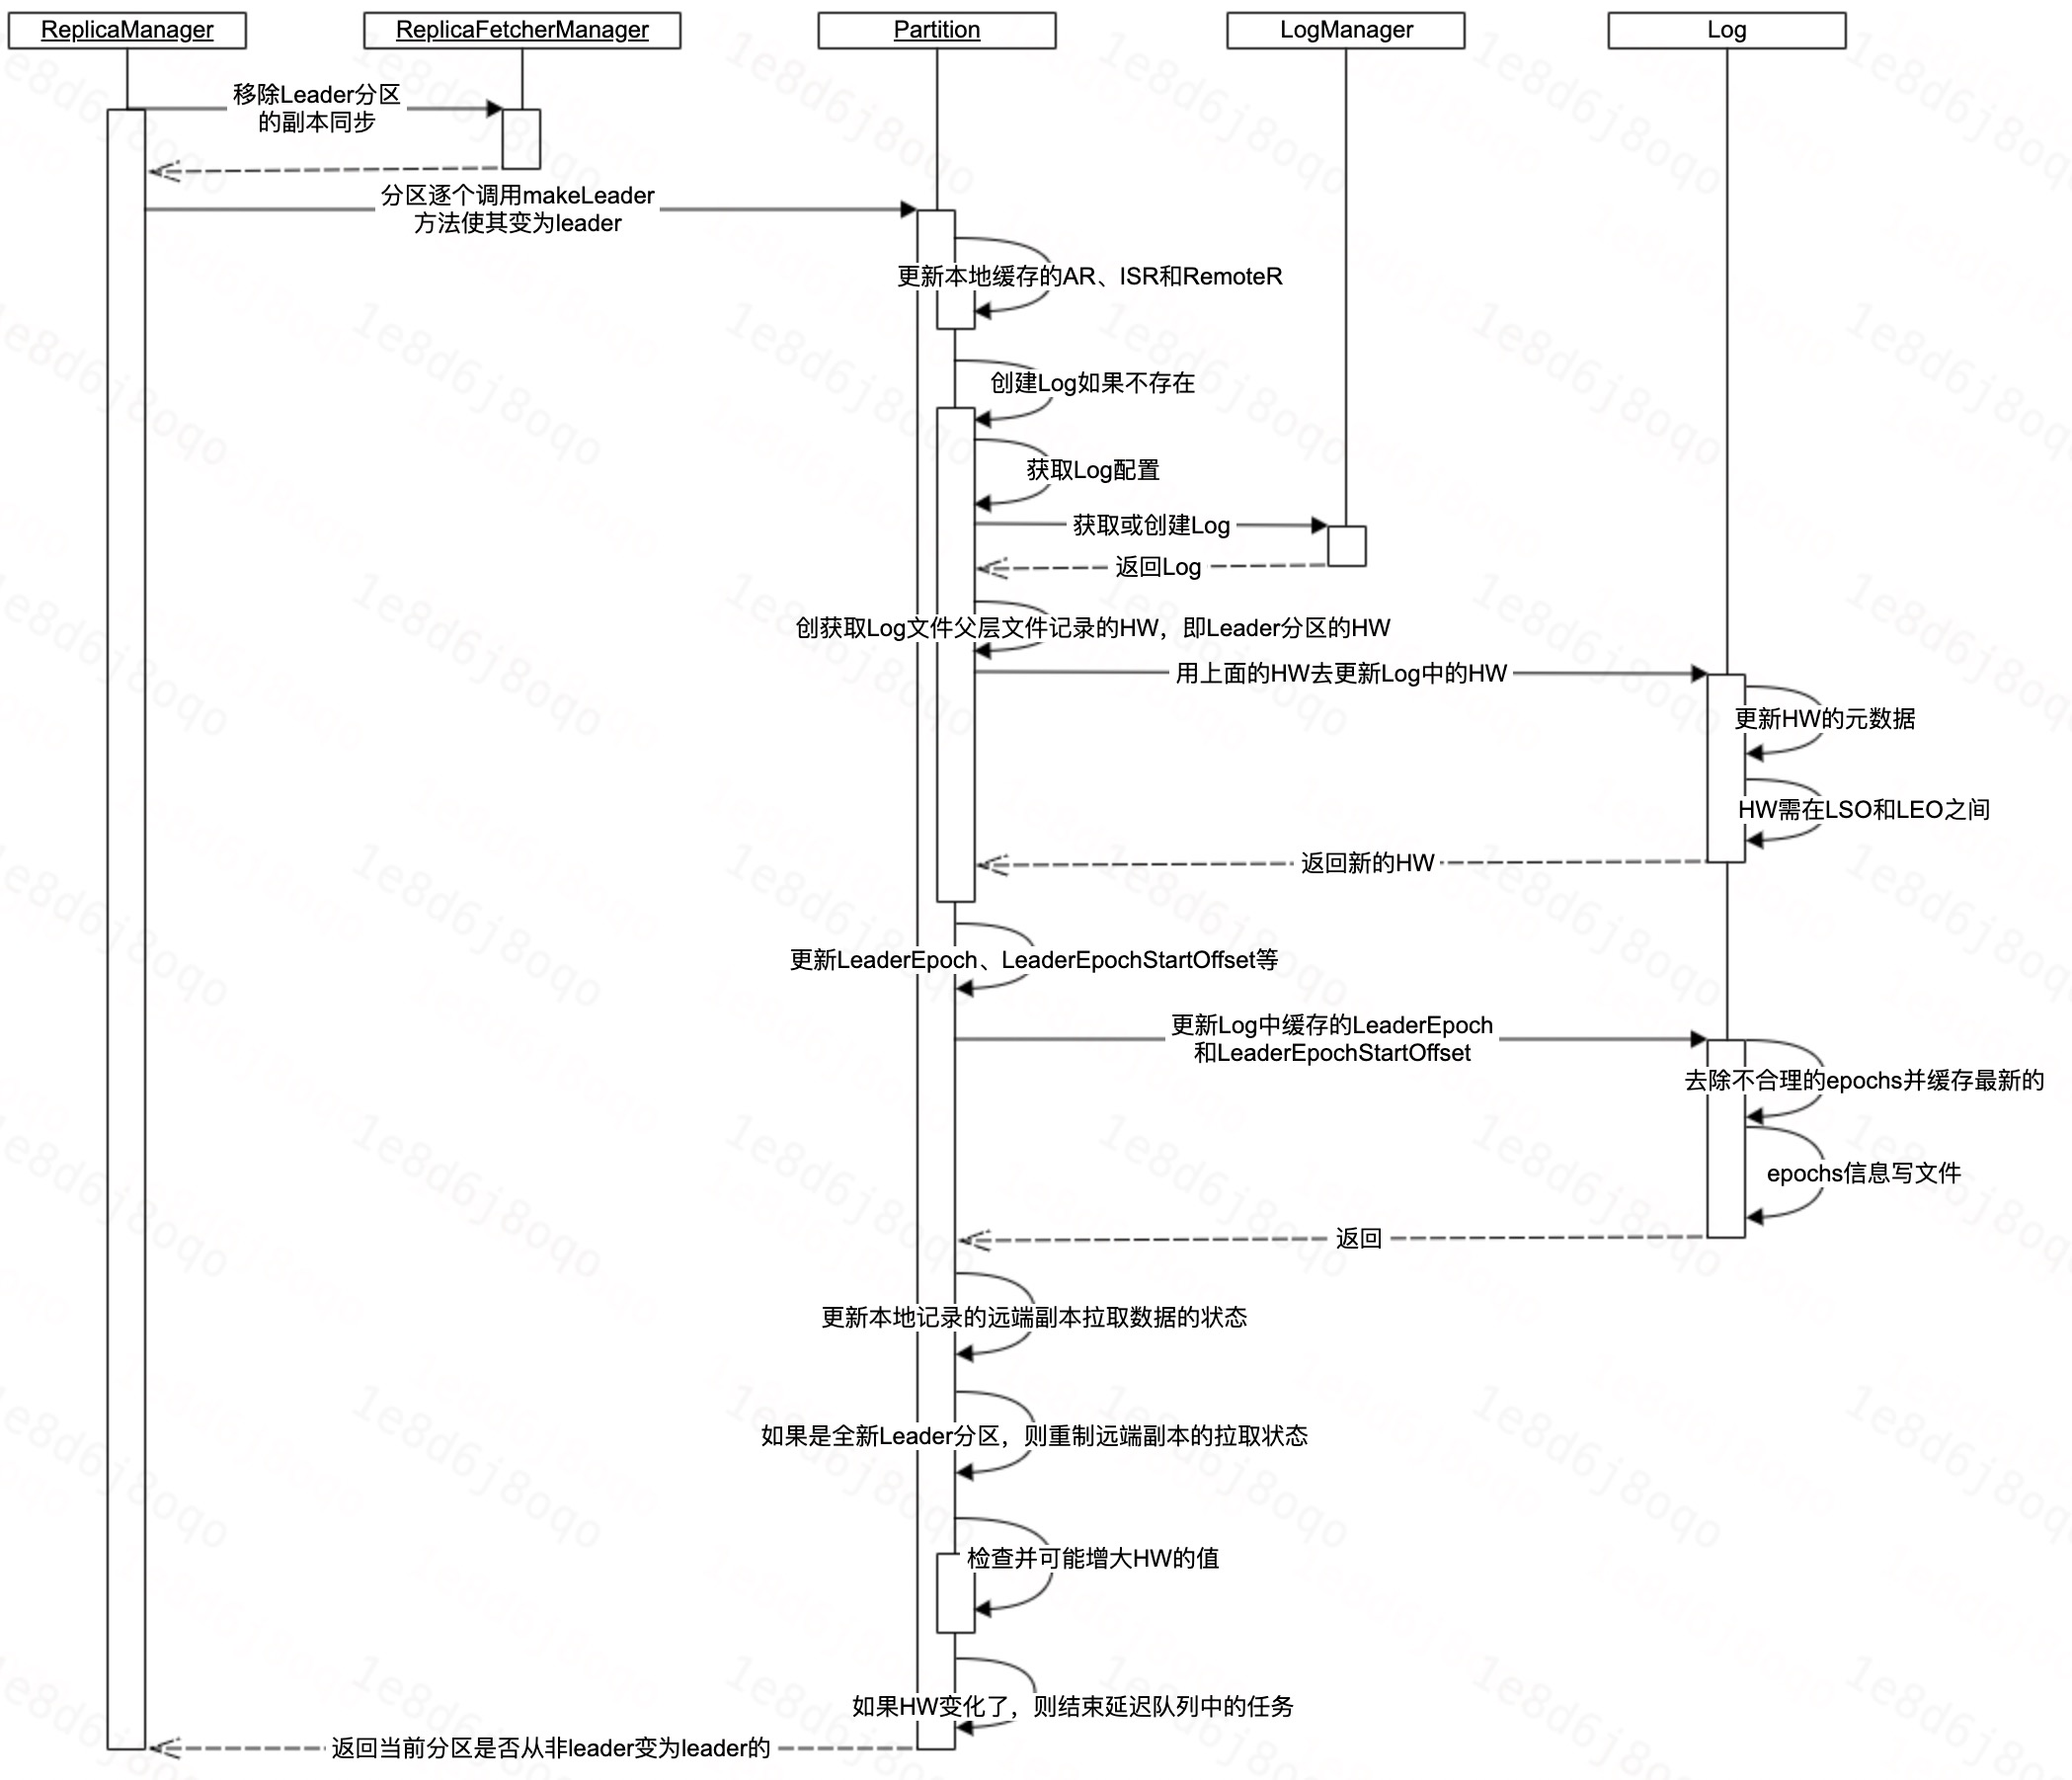 ReplicaManager
ReplicaFetcherManager
Partition
LogManager
Log
移除Leader分区
的副本同步
分区逐个调用makeLeader
方法使其变为leader
更新本地缓存的AR、ISR和RemoteR
创建Log如果不存在
获取Log配置
获取或创建Log
返回Log
创获取Log文件父层文件记录的HW，即Leader分区的HW
用上面的HW去更新Log中的HW
更新HW的元数据
HW需在LSO和LEO之间
返回新的HW
更新LeaderEpoch、LeaderEpochStartOffset等
更新Log中缓存的LeaderEpoch
和LeaderEpochStartOffset
去除不合理的epochs并缓存最新的
epochs信息写文件
返回
更新本地记录的远端副本拉取数据的状态
如果是全新Leader分区，则重制远端副本的拉取状态
检查并可能增大HW的值
如果HW变化了，则结束延迟队列中的任务
返回当前分区是否从非leader变为leader的
1e8d6j8oqo